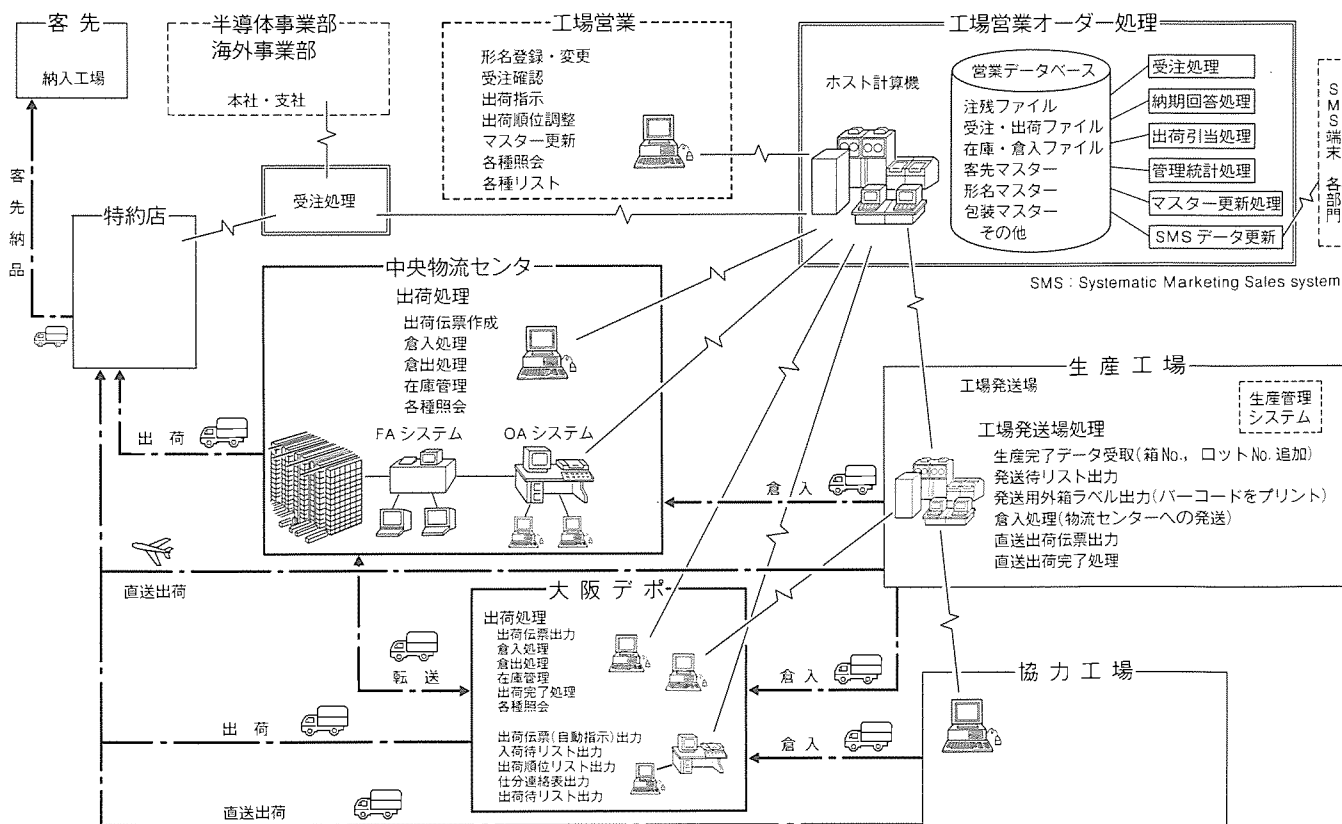 客先
納入工場
半導体事業部
海外事業部
本社・支社
工場営業
形名登録・変更
受注確認
出荷指示
出荷順位調整
マスター更新
各種照会
各種リスト
工場営業オーダー処理
ホスト計算機
営業データベース
注残ファイル
受注・出荷ファイル
在庫・倉入ファイル
客先マスター
形名マスター
包装マスター
その他
受注処理
納期回答処理
出荷引当処理
管理統計処理
マスター更新処理
SMS データ更新
SMS端末 各部門
SMS : Systematic Marketing Sales system
客先納品
特約店
受注処理
中央物流センタ
出荷処理
出荷伝票作成
倉入処理
倉出処理
在庫管理
各種照会
FA システム
OA システム
出荷
倉入
生産工場
工場発送場
生産管理
システム
工場発送場処理
生産完了データ受取(箱No., ロットNo.追加)
発送待リスト出力
発送用外箱ラベル出力(バーコードをプリント)
倉入処理(物流センターへの発送)
直送出荷伝票出力
直送出荷完了処理
直送出荷
大阪デポ
出荷処理
出荷伝票出力
倉入処理
倉出処理
在庫管理
出荷完了処理
各種照会
出荷伝票(自動指示)出力
入荷待リスト出力
出荷順位リスト出力
仕分連絡表出力
出荷待リスト出力
転送
倉入
協力工場
出荷
倉入
直送出荷